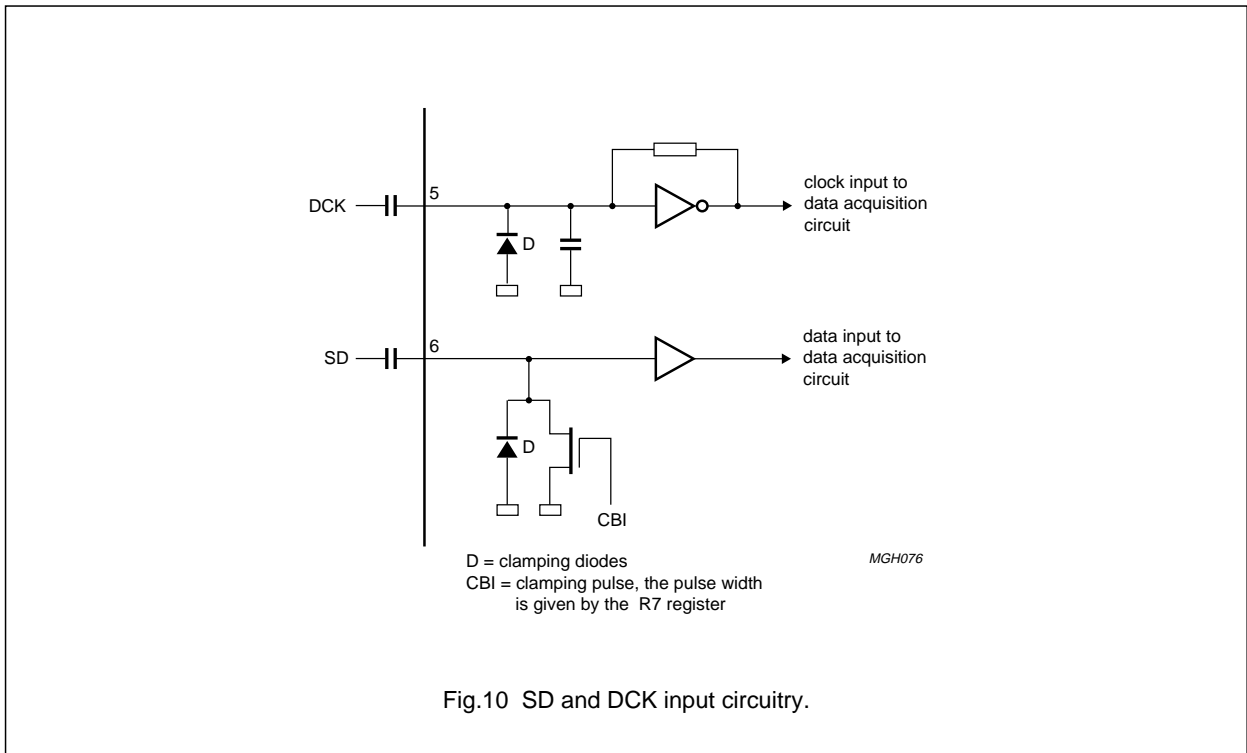 DCK
5
D
clock input to
data acquisition
circuit
SD
6
D
CBI
data input to
data acquisition
circuit
D = clamping diodes
CBI = clamping pulse, the pulse width
is given by the R7 register
MGH076
Fig.10 SD and DCK input circuitry.